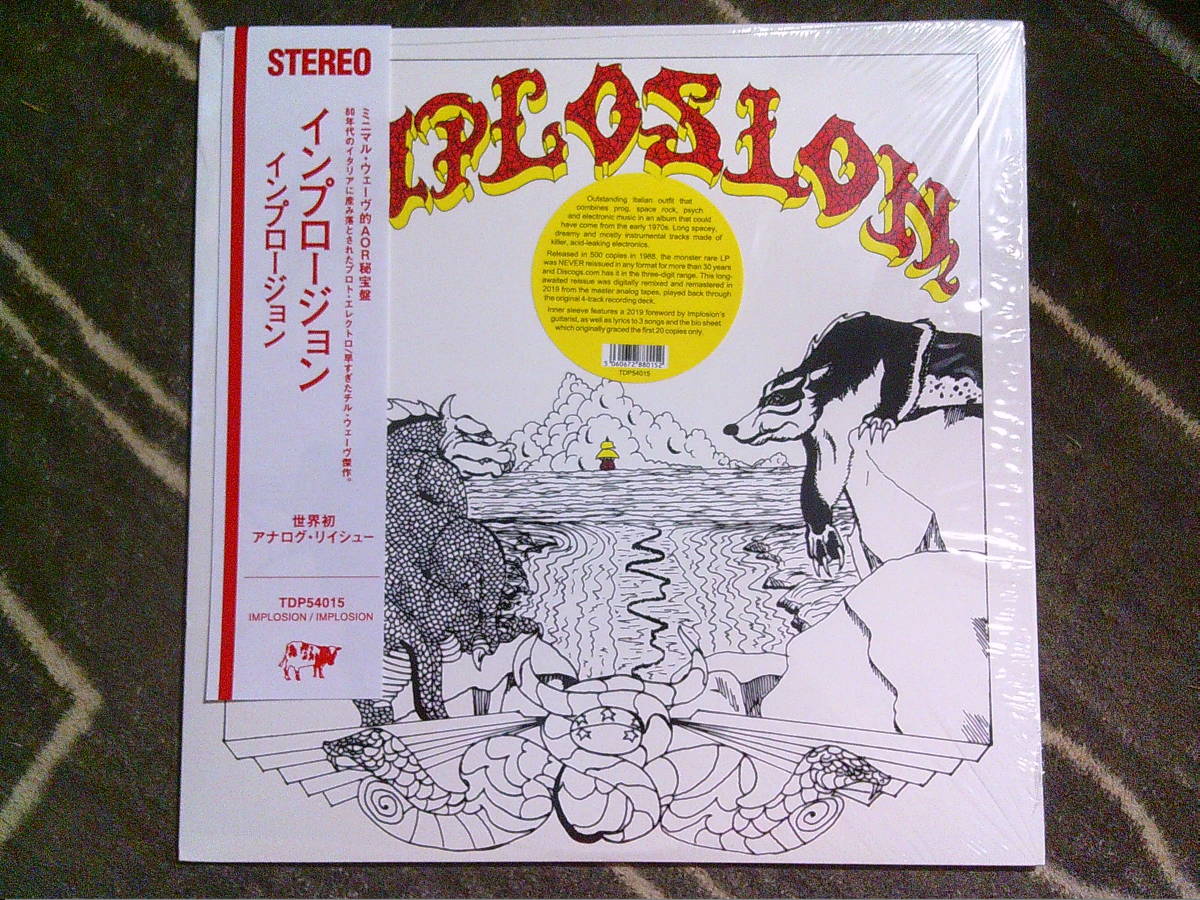 STEREO
インプロージョン
インプロージョン
ミニマル・ウェーヴ的AOR秘宝盤
80年代のイタリアに産み落とされたプロト・エレクトロ/早すぎたチル・ウェーヴ傑作。
世界初
アナログ・リイシュー
TDP54015
IMPLOSION / IMPLOSION
MPLOSION
Outstanding Italian outfit that
combines prog, space rock, psych
and electronic music in an album that could
have come from the early 1970s. Long spacey,
dreamy and mostly instrumental tracks made of
killer, acid-leaking electronics.
Released in 500 copies in 1988, the monster rare LP
was NEVER reissued in any format for more than 30 years
and Discogs.com has it in the three-digit range. This long-
awaited reissue was digitally remixed and remastered in
2019 from the master analog tapes, played back through
the original 4-track recording deck.
Inner sleeve features a 2019 foreword by Implosion's
guitarist, as well as lyrics to 3 songs and the bio sheet
which originally graced the first 20 copies only.
5 060672 880152
TDP54015